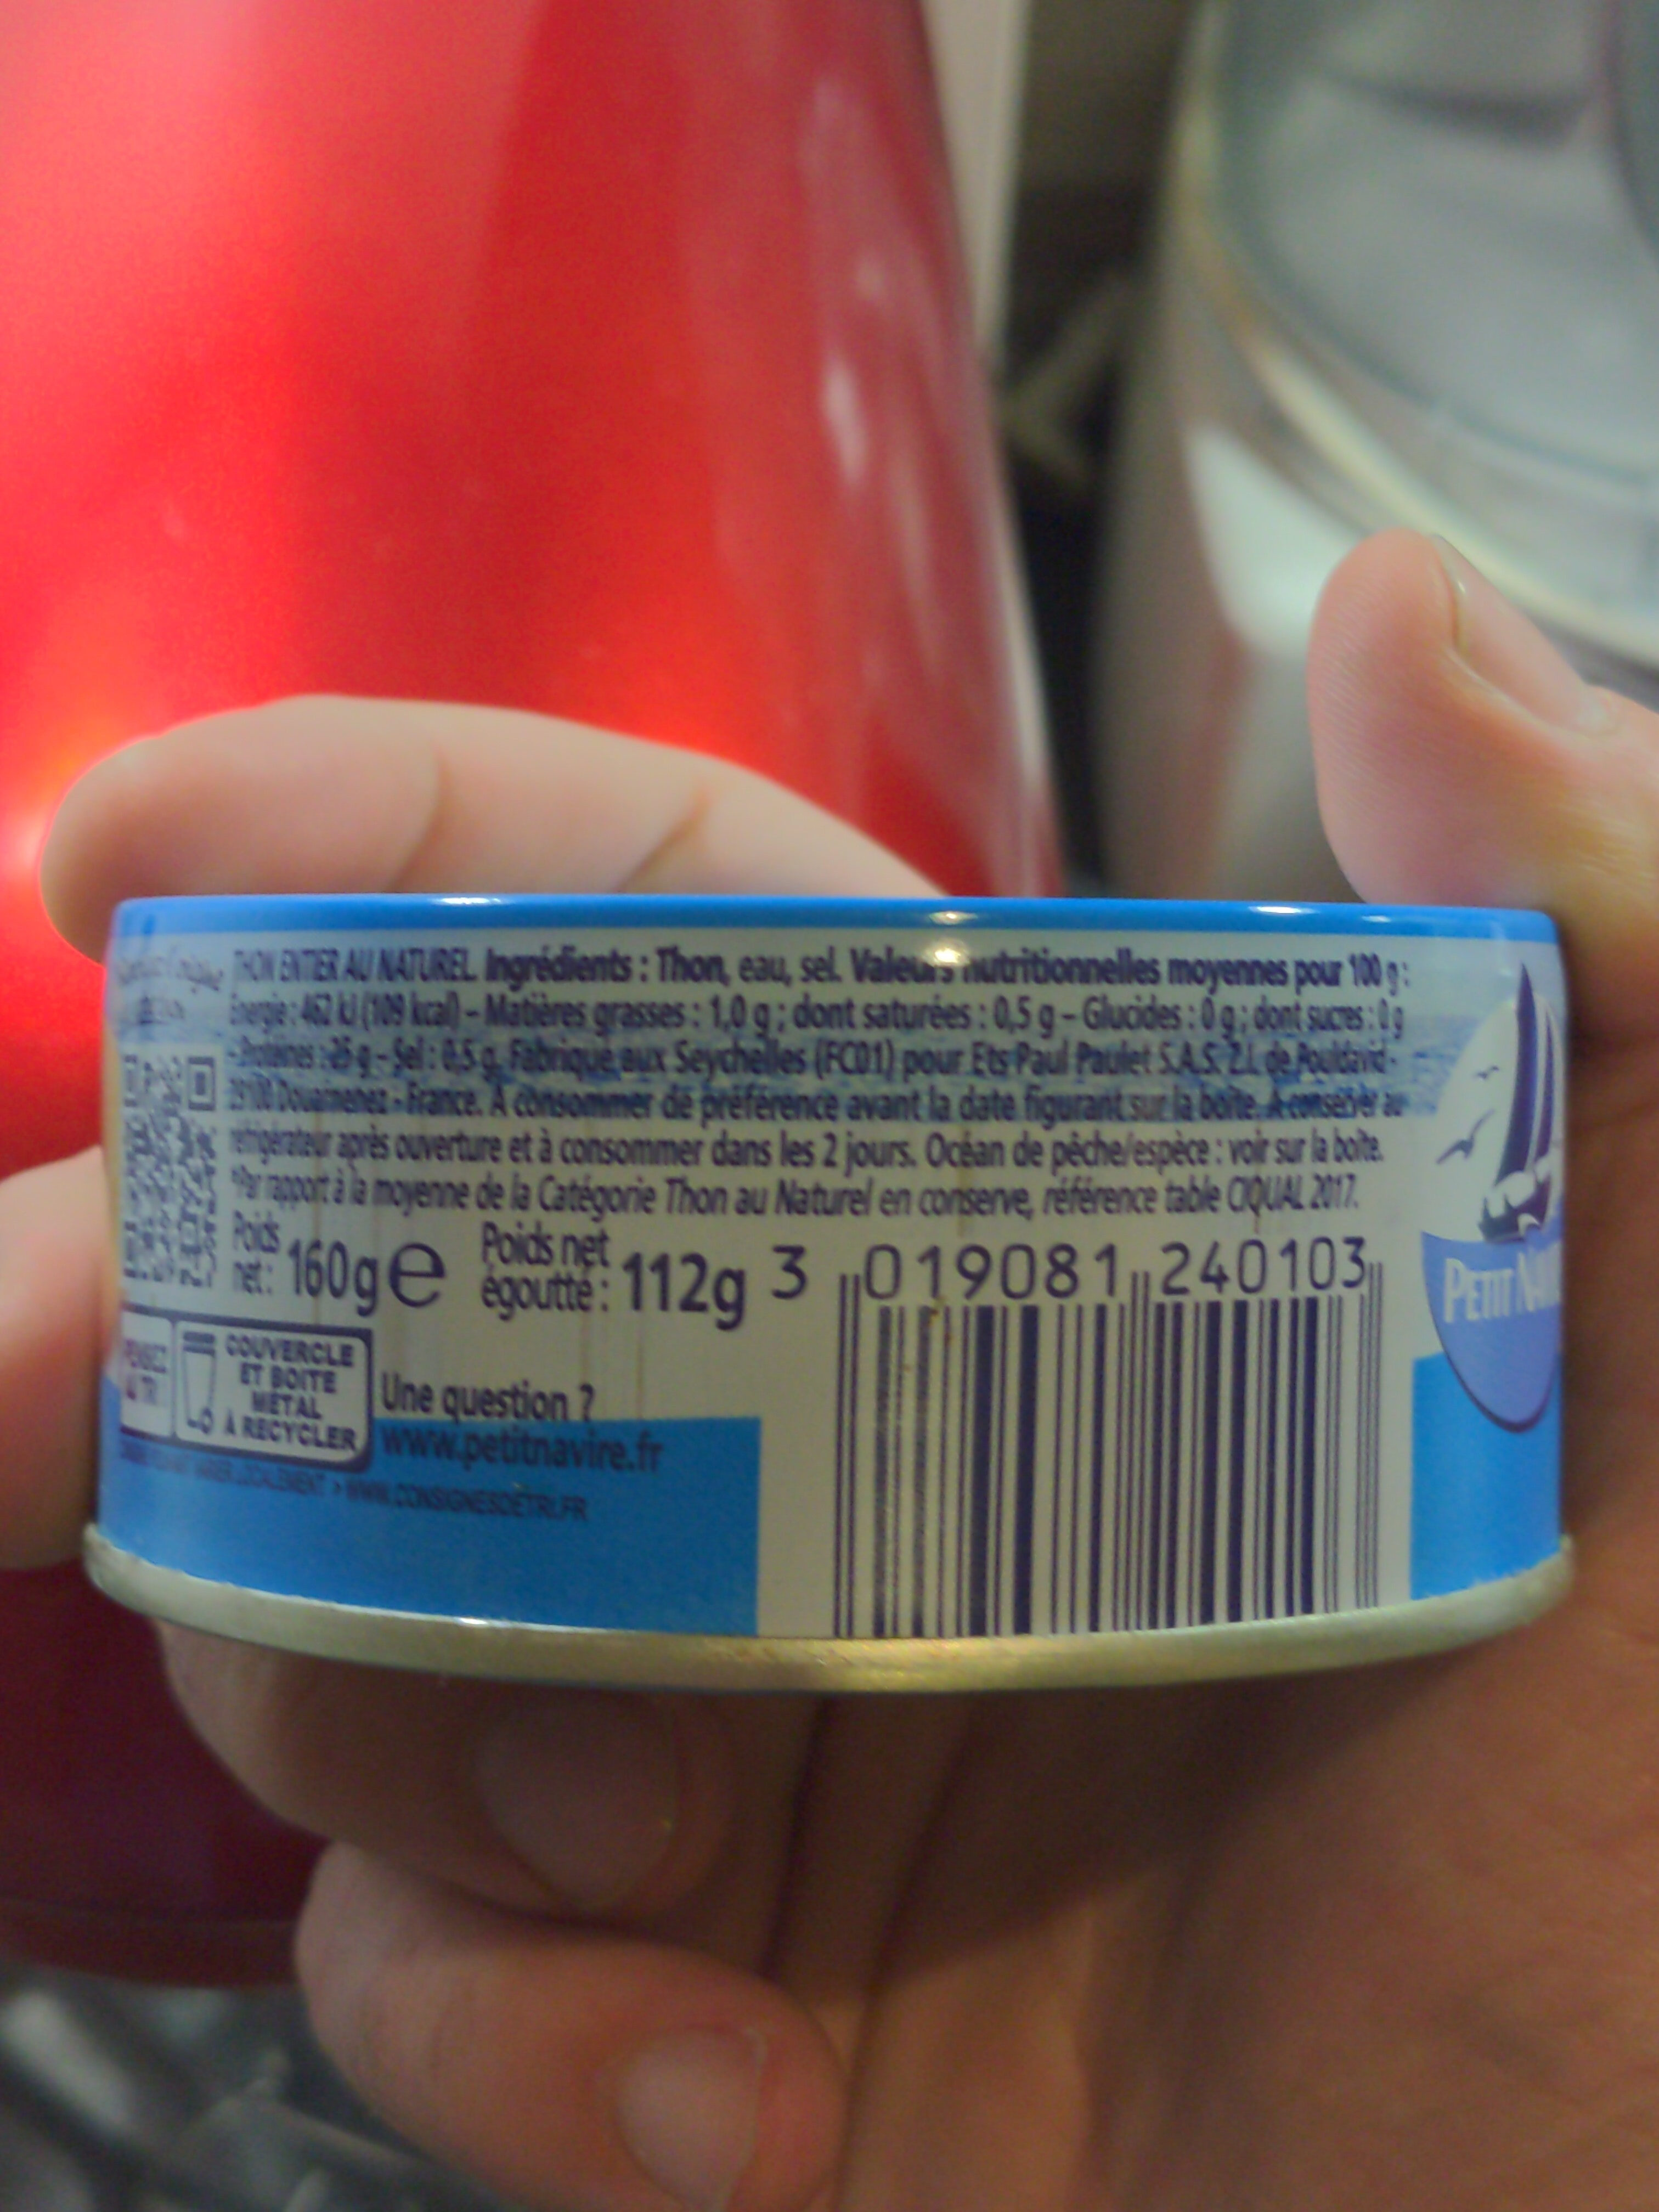 THON ENTIER AU NATUREL. Ingrédients : Thon, eau, sel. Valeurs nutritionnelles moyennes pour 100 g :
Energie : 462 kJ (109 kcal) – Matières grasses : 1,0 g ; dont saturées : 0,5 g – Glucides : 0 g ; dont sucres : 0 g
– Protéines : 25 g – Sel : 0,5 g. Fabriqué aux Seychelles (FC01) pour Ets Paul Paulet S.A.S. Z.I. de Pouldavid -
29100 Douarnenez - France. À consommer de préférence avant la date figurant sur la boîte. A conserver au
réfrigérateur après ouverture et à consommer dans les 2 jours. Océan de pêche/espèce : voir sur la boîte.
*Par rapport à la moyenne de la Catégorie Thon au Naturel en conserve, référence table CIQUAL 2017.
Poids net : 160g e
Poids net égoutté : 112g
3 019081 240103
PENSEZ
AU TRI
COUVERCLE
ET BOITE
MÉTAL
À RECYCLER
Une question ?
www.petitnavire.fr
LOCALEMENT > WWW.CONSIGNESDETRI.FR
PETIT